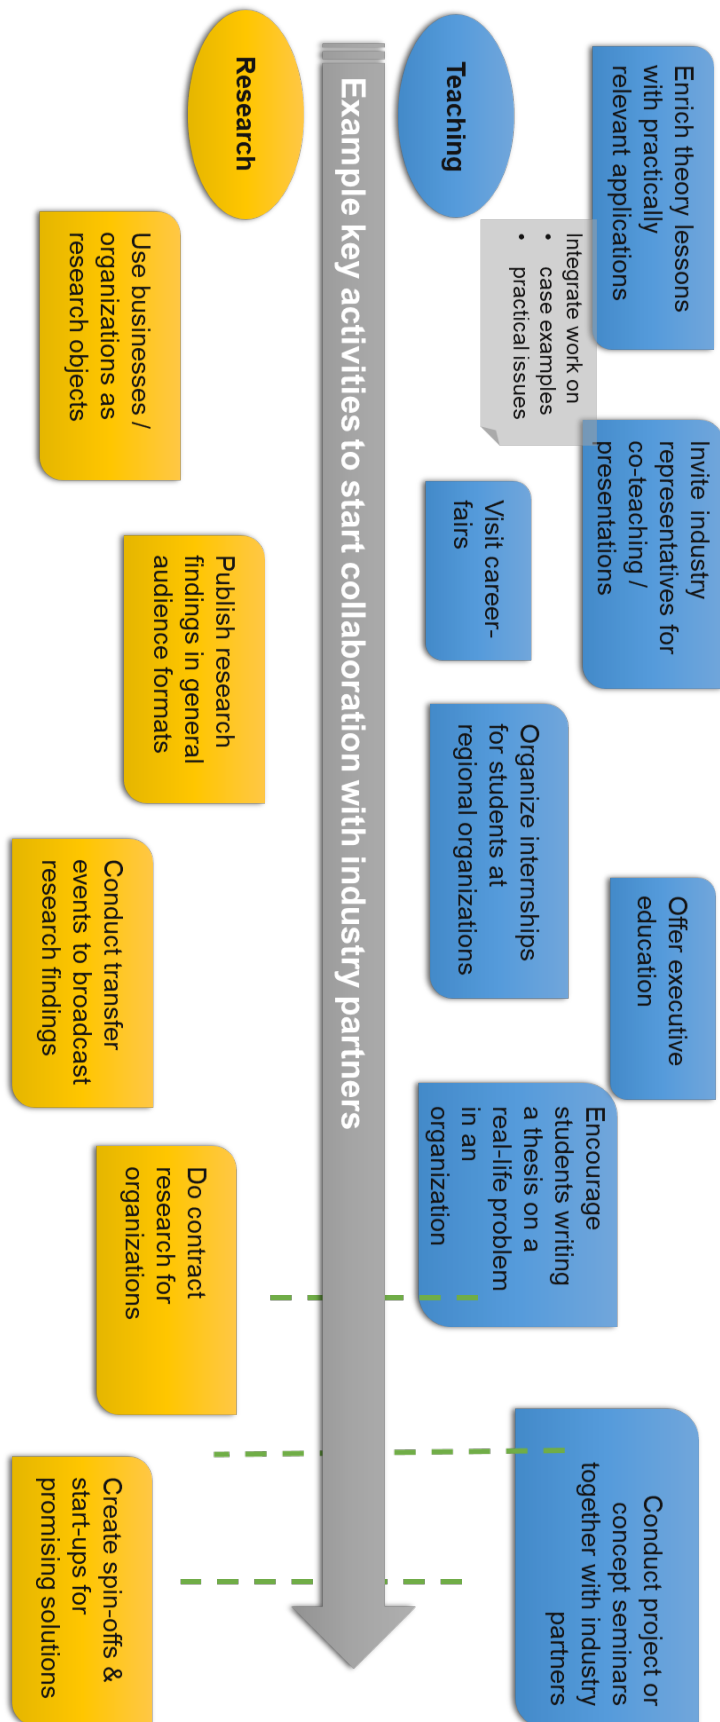 Enrich theory lessons
with practically
relevant applications
Invite industry
representatives for
co-teaching /
presentations
Offer executive
education
Conduct project or
concept seminars
together with industry
partners
Teaching
Integrate work on
• case examples
• practical issues
Visit career-
fairs
Organize internships
for students at
regional organizations
Encourage
students writing
a thesis on a
real-life problem
in an
organization
Example key activities to start collaboration with industry partners
Research
Use businesses /
organizations as
research objects
Publish research
findings in general
audience formats
Conduct transfer
events to broadcast
research findings
Do contract
research for
organizations
Create spin-offs &
start-ups for
promising solutions